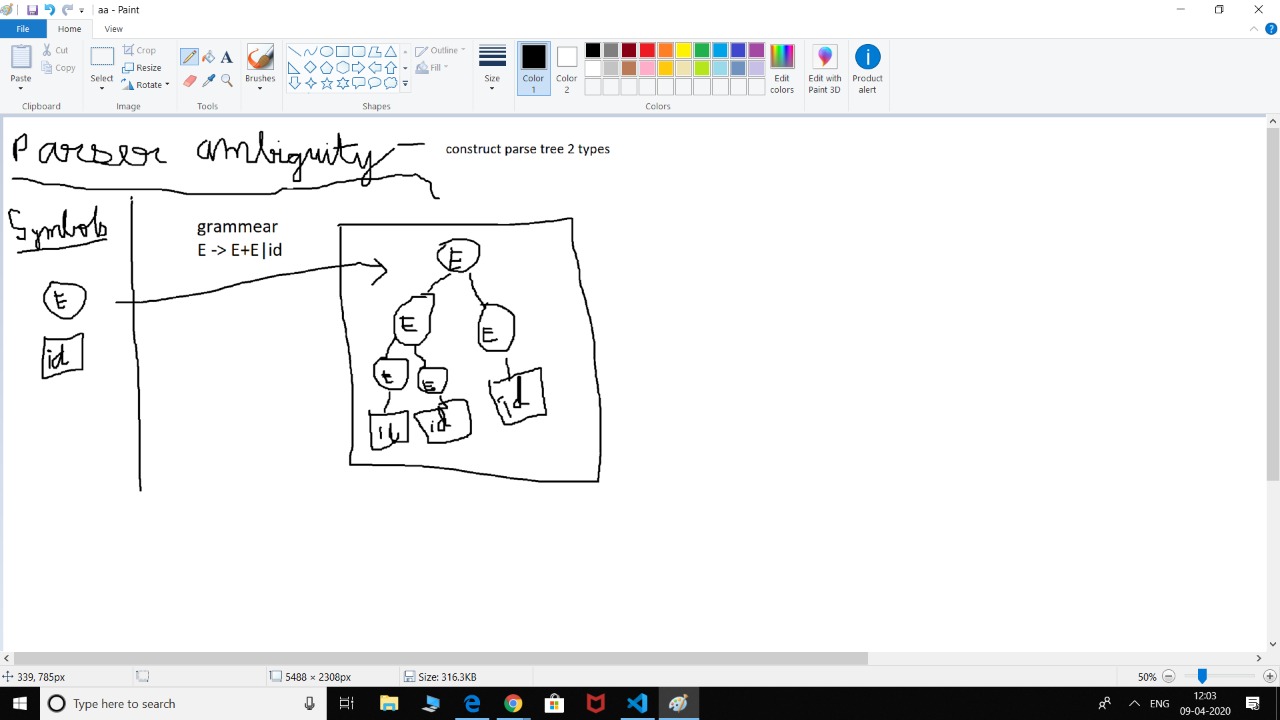 aa - Paint
File Home View
Paste Cut Copy Clipboard
Select Crop Resize Rotate Image
Tools
Brushes
Outline Fill Shapes
Size
Color 1 Color 2 Edit colors Colors
Edit with Paint 3D
Product alert
Parser ambiguity —
construct parse tree 2 types
Symbols
grammear
E -> E+E|id
E
E
E
E
id
t
E
id
id
339, 785px
5488 × 2308px
Size: 316.3KB
50%
Type here to search
ENG
12:03
09-04-2020